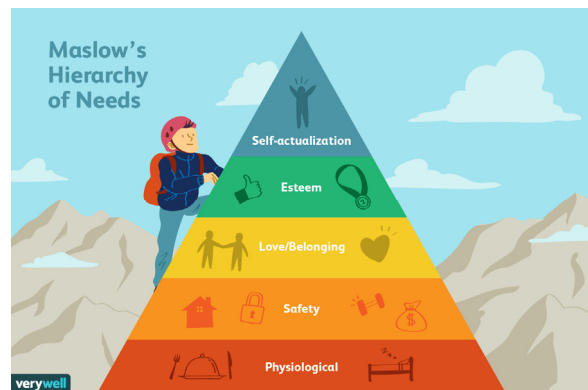 Maslow's
Hierarchy
of Needs
Self-actualization
Esteem
Love/Belonging
Safety
Physiological
verywell